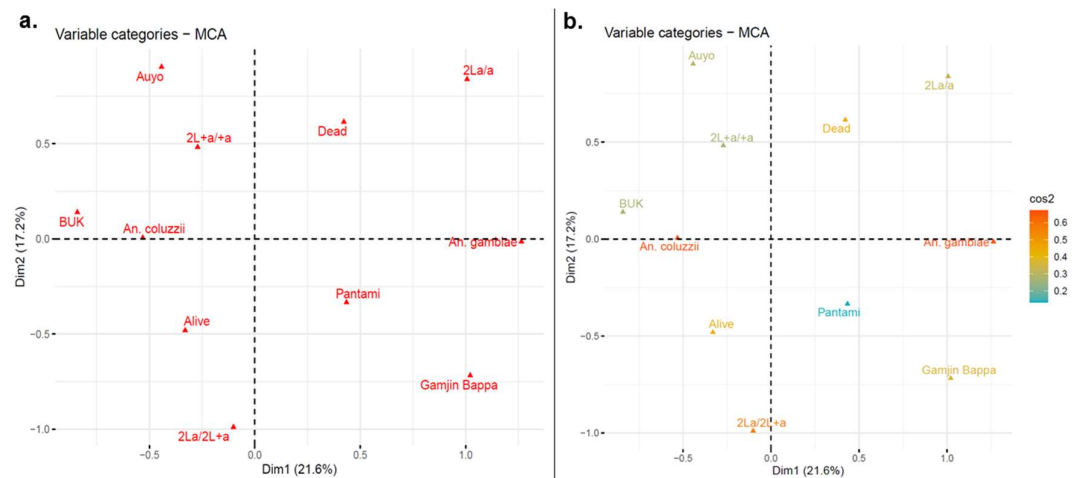 a.
Variable categories − MCA
Auyo
2La/a
Dead
2L+a/+a
BUK
An. coluzzii
An. gambiae
Pantami
Alive
Gamjin Bappa
2La/2L+a
0.5
0.0
−0.5
−1.0
Dim2 (17.2%)
−0.5
0.0
0.5
1.0
Dim1 (21.6%)
b.
Variable categories − MCA
Auyo
2La/a
Dead
2L+a/+a
BUK
An. coluzzii
An. gambiae
Pantami
Alive
Gamjin Bappa
2La/2L+a
0.5
0.0
−0.5
−1.0
Dim2 (17.2%)
−0.5
0.0
0.5
1.0
Dim1 (21.6%)
cos2
0.6
0.5
0.4
0.3
0.2